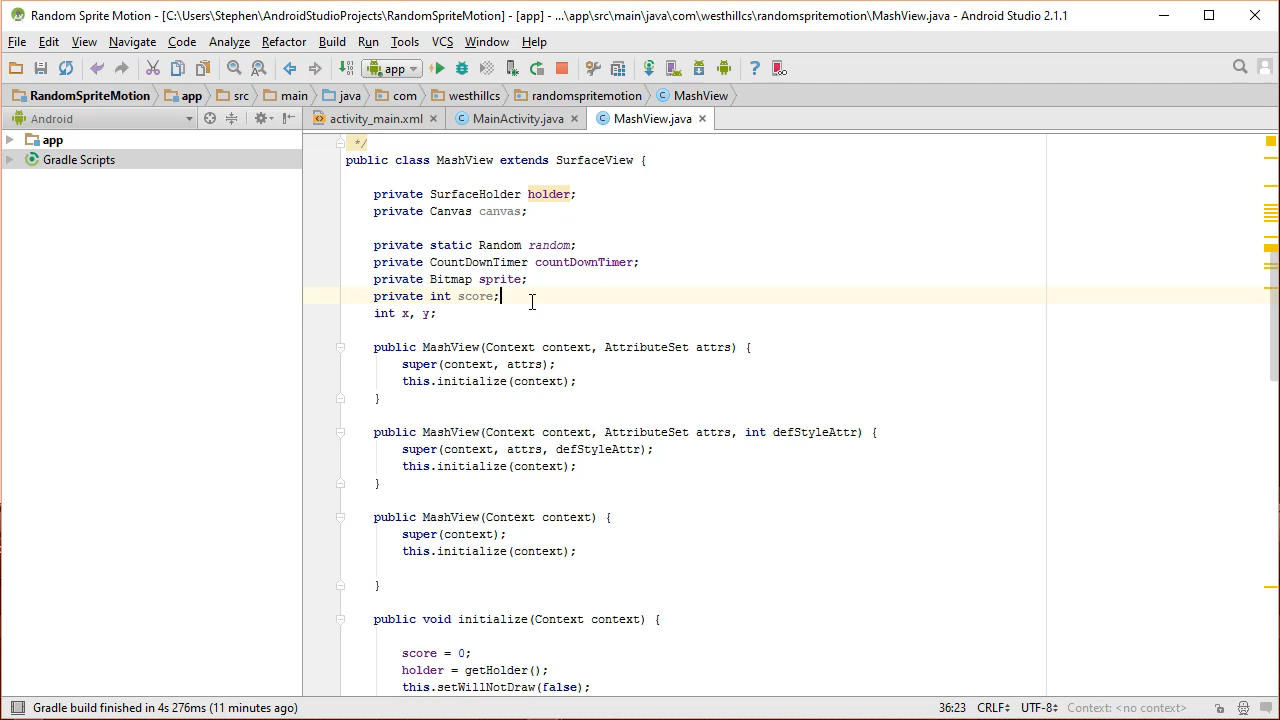 Random Sprite Motion - [C:\Users\Stephen\AndroidStudioProjects\RandomSpriteMotion] - [app] - ...\app\src\main\java\com\westhillcs\randomspritemotion\MashView.java - Android Studio 2.1.1
File Edit View Navigate Code Analyze Refactor Build Run Tools VCS Window Help
app
RandomSpriteMotion app src main java com westhillcs randomspritemotion MashView
Android activity_main.xml MainActivity.java MashView.java
app
Gradle Scripts
*/
public class MashView extends SurfaceView {
private SurfaceHolder holder;
private Canvas canvas;
private static Random random;
private CountDownTimer countDownTimer;
private Bitmap sprite;
private int score;
int x, y;
public MashView(Context context, AttributeSet attrs) {
super(context, attrs);
this.initialize(context);
}
public MashView(Context context, AttributeSet attrs, int defStyleAttr) {
super(context, attrs, defStyleAttr);
this.initialize(context);
}
public MashView(Context context) {
super(context);
this.initialize(context);
}
public void initialize(Context context) {
score = 0;
holder = getHolder();
this.setWillNotDraw(false);
Gradle build finished in 4s 276ms (11 minutes ago) 36:23 CRLF UTF-8 Context: <no context>